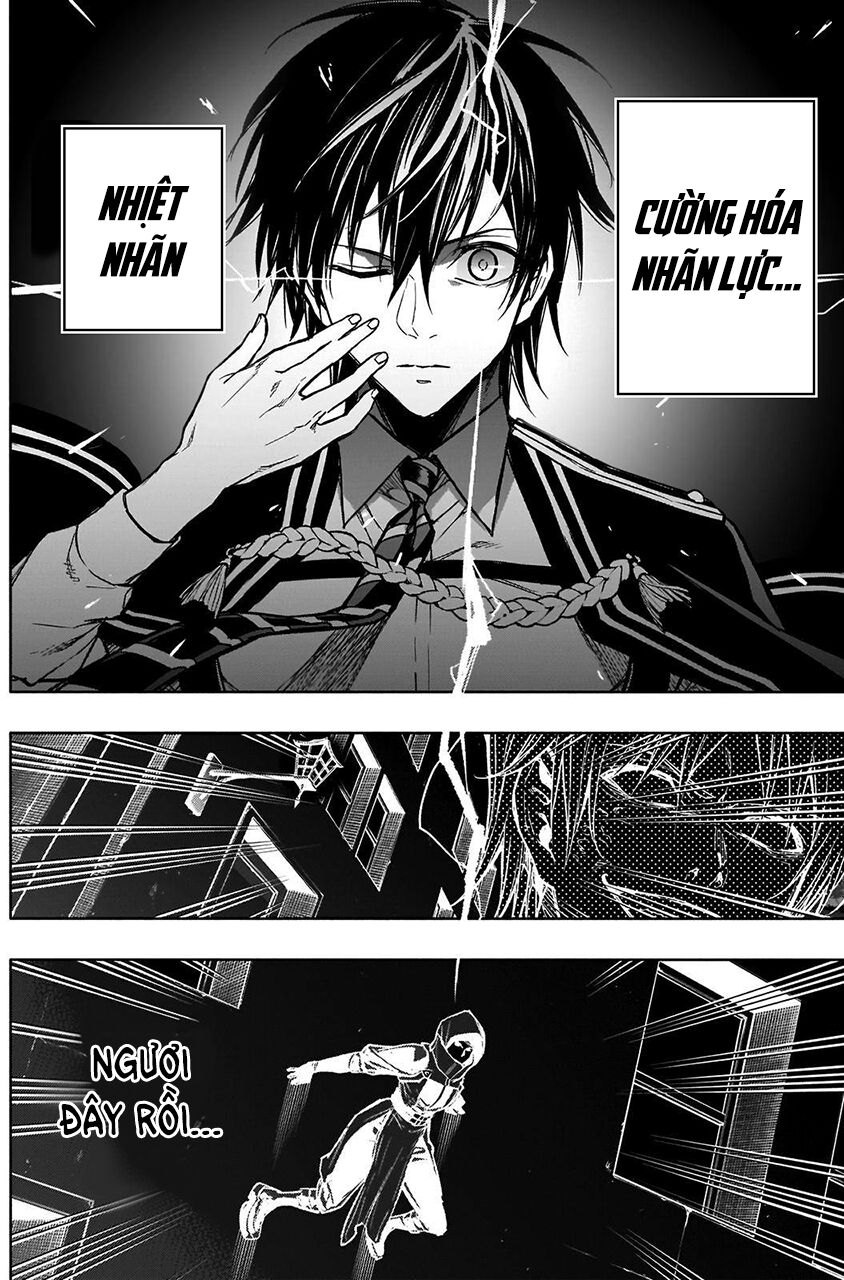 CƯỜNG HÓA
NHÃN LỰC...
NHIỆT
NHÃN
NGƯƠI
ĐÂY RỒI...